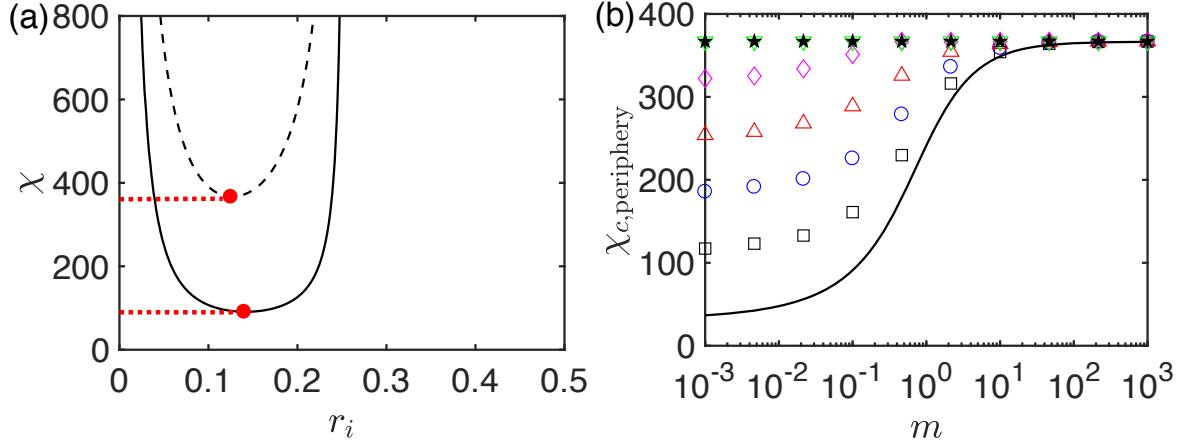 (a)
800
600
400
200
0
χ
0 0.1 0.2 0.3 0.4 0.5
r_i
(b)
400
300
200
100
0
χ_{c,periphery}
10^{-3} 10^{-2} 10^{-1} 10^{0} 10^{1} 10^{2} 10^{3}
m